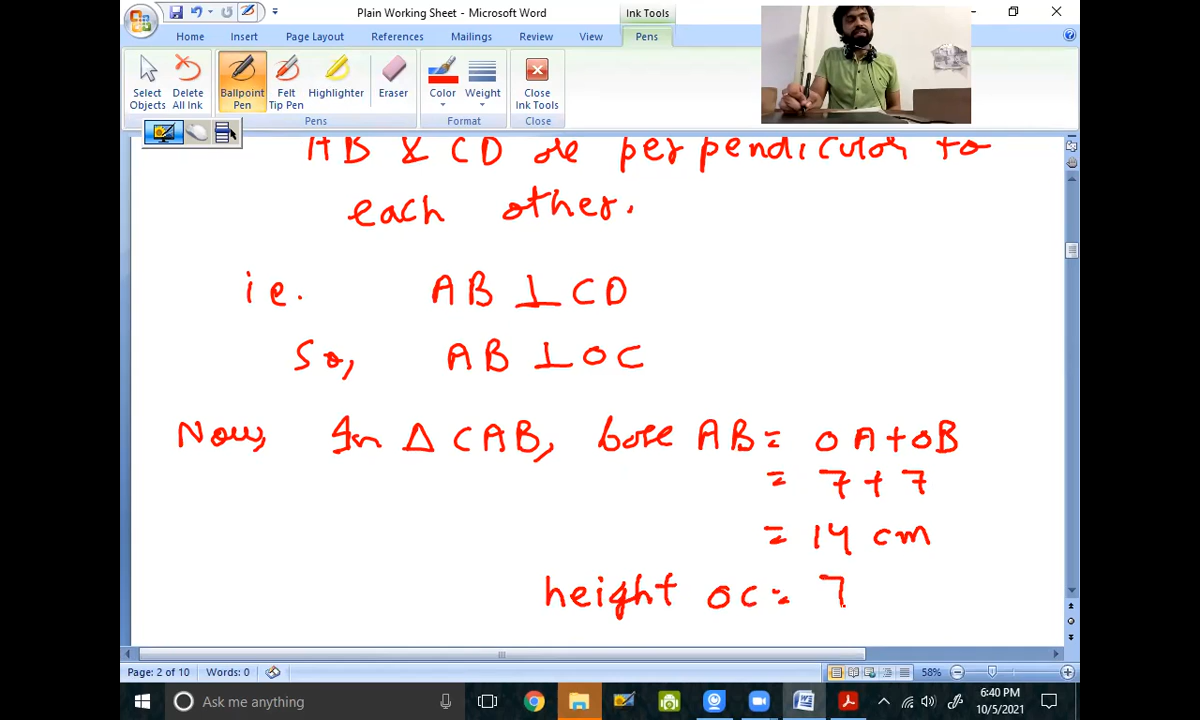 Plain Working Sheet - Microsoft Word
Ink Tools
Home Insert Page Layout References Mailings Review View Pens
Select Objects
Delete All Ink
Ballpoint Pen
Felt Tip Pen
Highlighter
Eraser
Color
Weight
Close Ink Tools
Pens Format Close
AB & CD are perpendicular to
each other.
i.e. AB ⊥ CD
So, AB ⊥ OC
Now, In Δ CAB, base AB = OA + OB
= 7 + 7
= 14 cm
height OC = 7
Page: 2 of 10 Words: 0 58%
Ask me anything
6:40 PM
10/5/2021